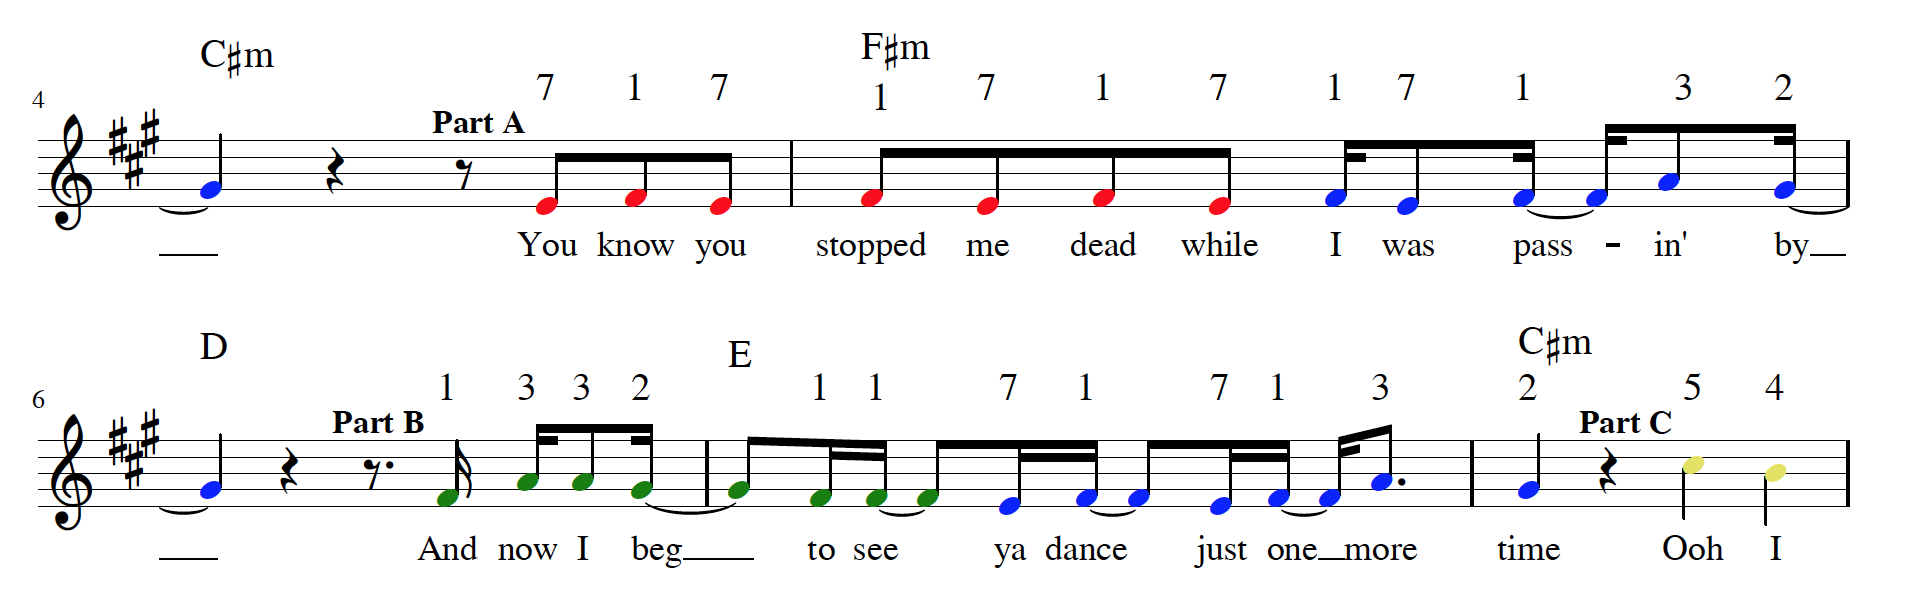 C♯m F♯m
7 1 7 1 7 1 7 1 7 1 3 2
4
Part A
You know you stopped me dead while I was pass - in' by
D E C♯m
1 3 3 2 1 1 7 1 7 1 3 2 5 4
6
Part B Part C
And now I beg to see ya dance just one more time Ooh I